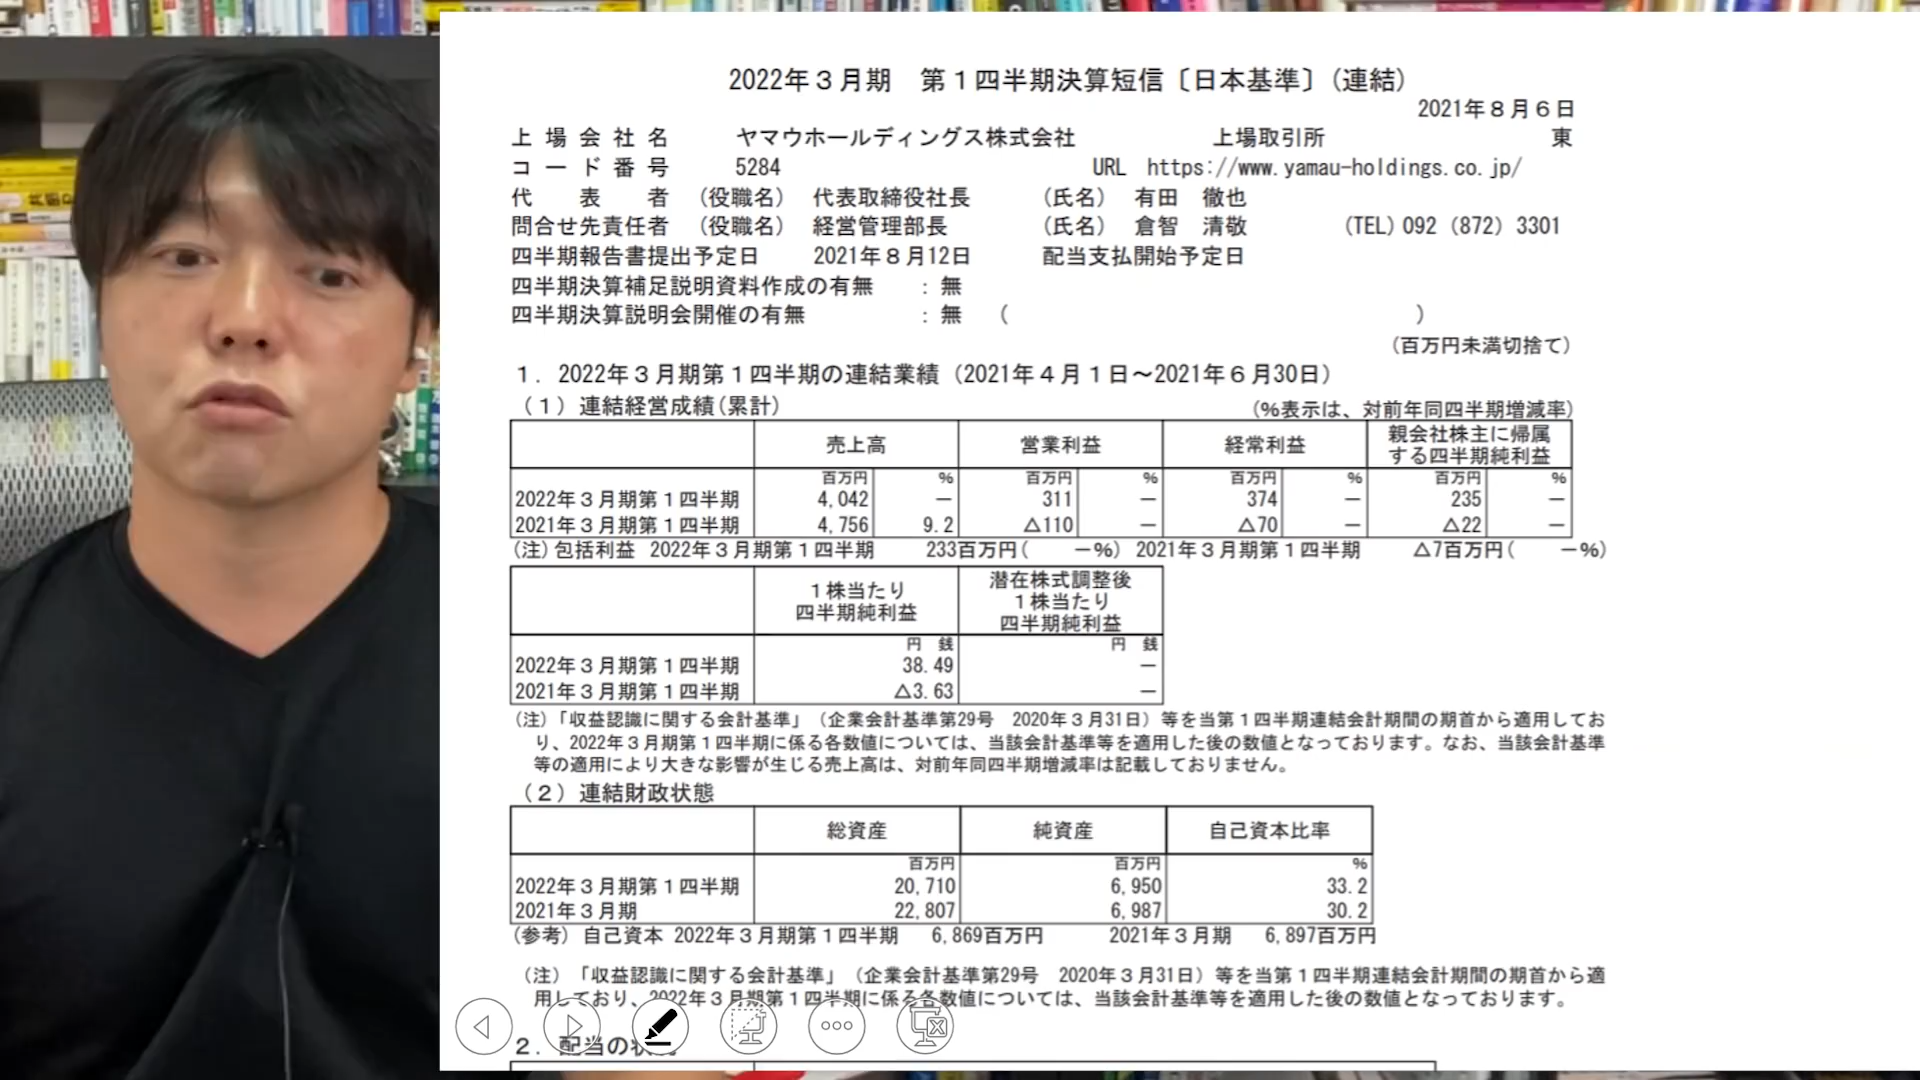 2022年３月期　第１四半期決算短信〔日本基準〕（連結）
2021年８月６日
上場会社名　ヤマウホールディングス株式会社　上場取引所　東
コード番号　5284　URL　https://www.yamau-holdings.co.jp/
代表者　（役職名）　代表取締役社長　（氏名）　有田　徹也
問合せ先責任者　（役職名）　経営管理部長　（氏名）　倉智　清敬　（TEL）092（872）3301
四半期報告書提出予定日　2021年８月12日　配当支払開始予定日
四半期決算補足説明資料作成の有無　：無
四半期決算説明会開催の有無　：無　（　）
（百万円未満切捨て）
１．2022年３月期第１四半期の連結業績（2021年４月１日～2021年６月30日）
（１）連結経営成績（累計）　（％表示は、対前年同四半期増減率）
売上高　営業利益　経常利益　親会社株主に帰属
する四半期純利益
百万円　％　百万円　％　百万円　％　百万円　％
2022年３月期第１四半期　4,042　－　311　－　374　－　235　－
2021年３月期第１四半期　4,756　9.2　△110　－　△70　－　△22　－
（注）包括利益　2022年３月期第１四半期　233百万円（　－％）　2021年３月期第１四半期　△7百万円（　－％）
１株当たり
四半期純利益
潜在株式調整後
１株当たり
四半期純利益
円　銭　円　銭
2022年３月期第１四半期　38.49　－
2021年３月期第１四半期　△3.63　－
（注）「収益認識に関する会計基準」（企業会計基準第29号　2020年３月31日）等を当第１四半期連結会計期間の期首から適用してお
り、2022年３月期第１四半期に係る各数値については、当該会計基準等を適用した後の数値となっております。なお、当該会計基準
等の適用により大きな影響が生じる売上高は、対前年同四半期増減率は記載しておりません。
（２）連結財政状態
総資産　純資産　自己資本比率
百万円　百万円　％
2022年３月期第１四半期　20,710　6,950　33.2
2021年３月期　22,807　6,987　30.2
（参考）自己資本　2022年３月期第１四半期　6,869百万円　2021年３月期　6,897百万円
（注）「収益認識に関する会計基準」（企業会計基準第29号　2020年３月31日）等を当第１四半期連結会計期間の期首から適
用しており、2022年３月期第１四半期に係る各数値については、当該会計基準等を適用した後の数値となっております。
２．配当の状況